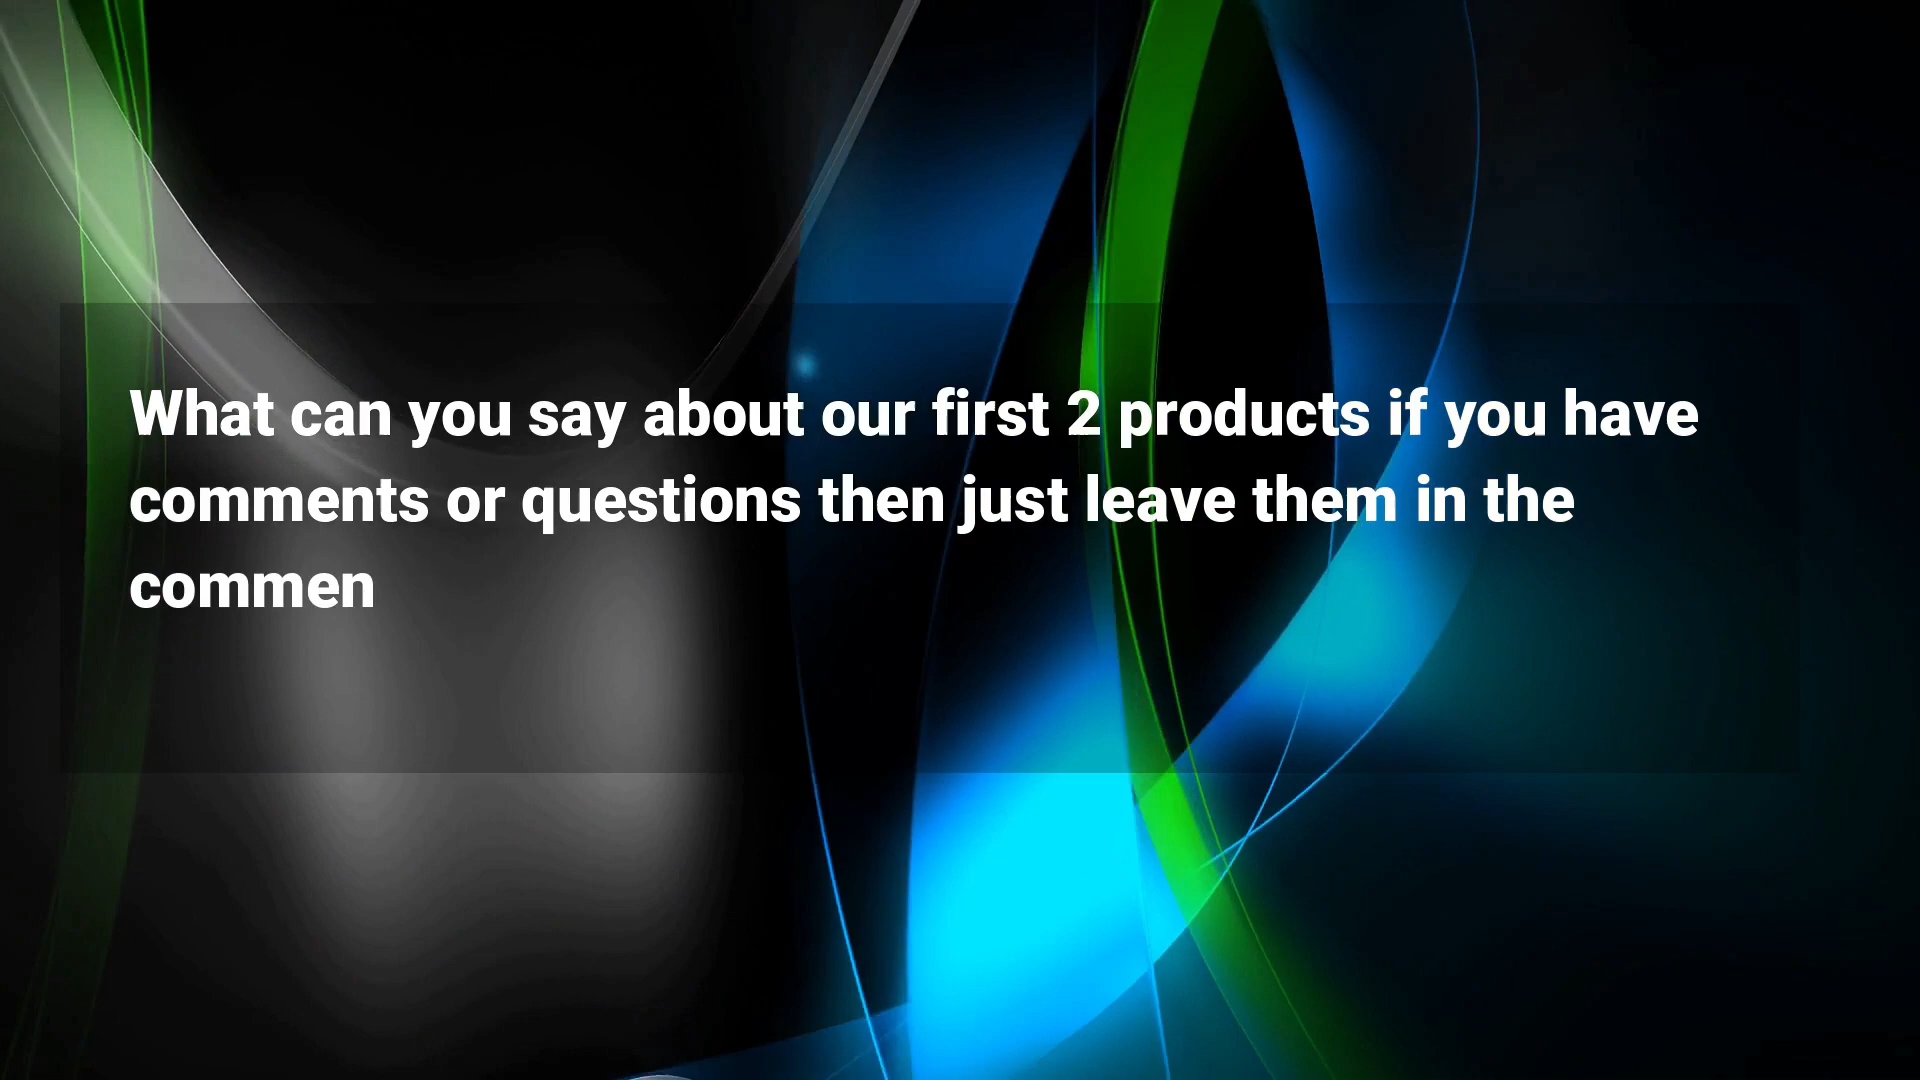 What can you say about our first 2 products if you have
comments or questions then just leave them in the
commen